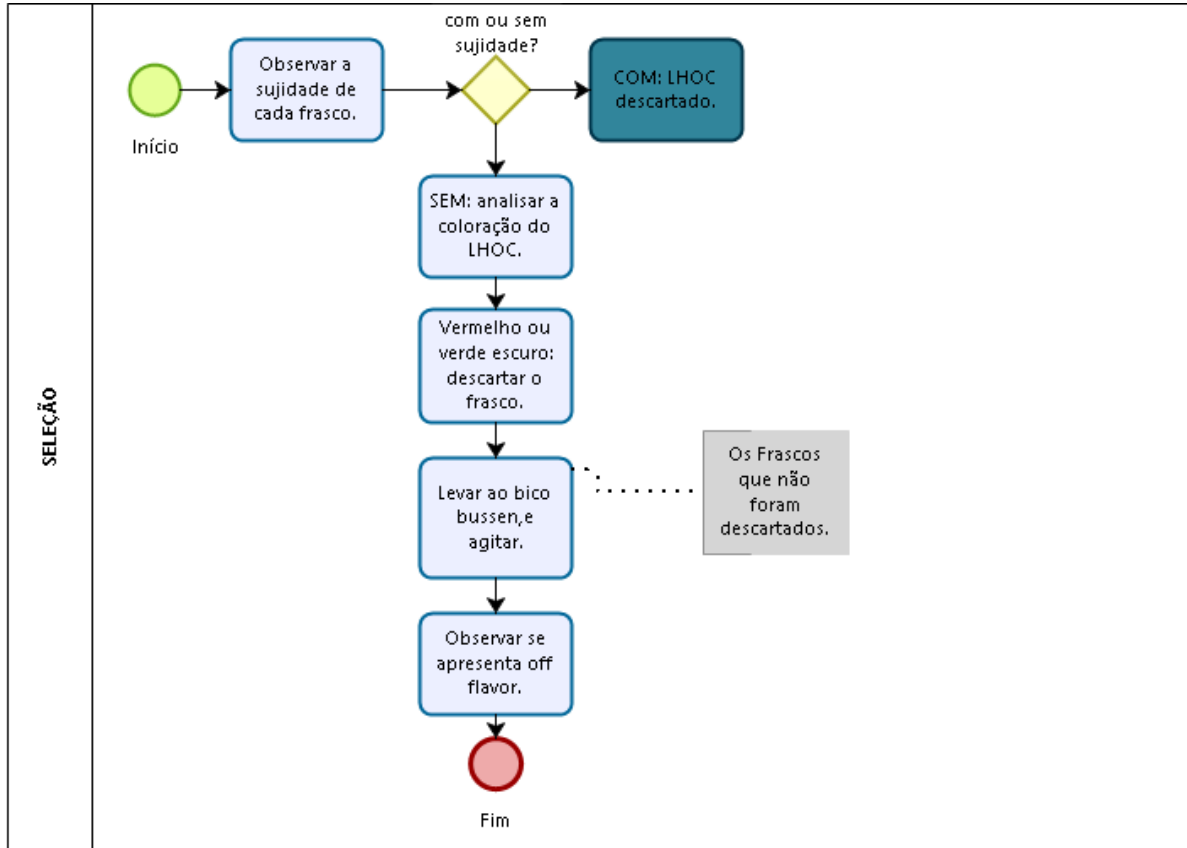 SELEÇÃO
Início
Observar a
sujidade de
cada frasco.
com ou sem
sujidade?
COM: LHOC
descartado.
SEM: analisar a
coloração do
LHOC.
Vermelho ou
verde escuro:
descartar o
frasco.
Levar ao bico
bussen,e
agitar.
Os Frascos
que não
foram
descartados.
Observar se
apresenta off
flavor.
Fim